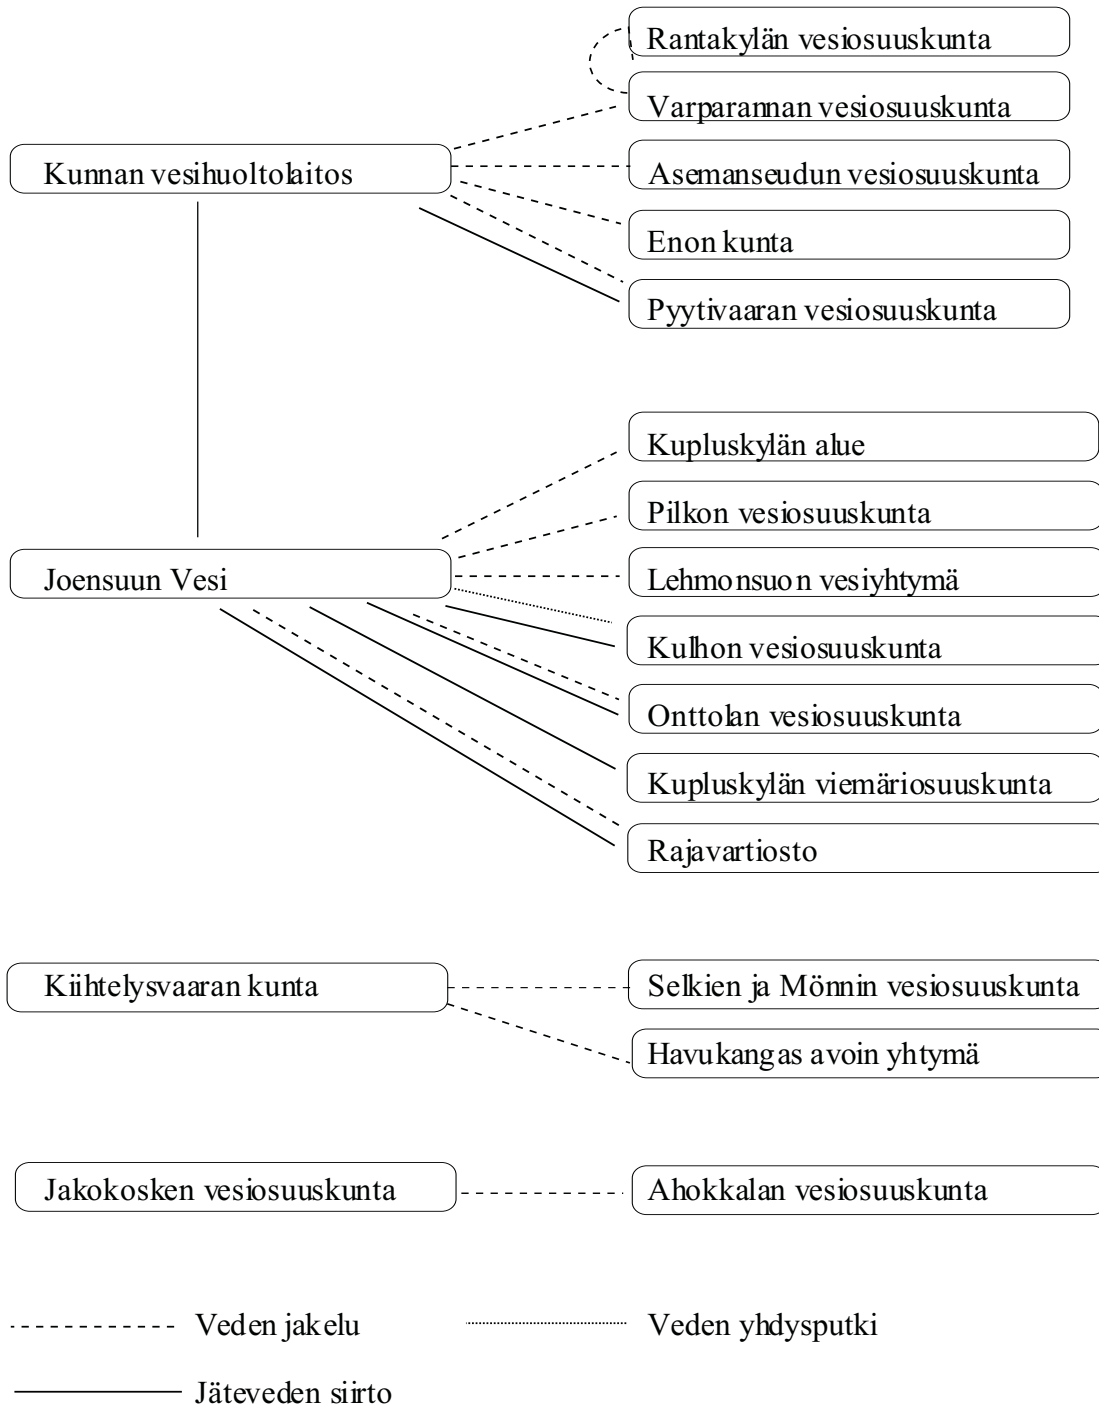 Rantakylän vesiosuuskunta
Varparannan vesiosuuskunta
Kunnan vesihuoltolaitos
Asemanseudun vesiosuuskunta
Enon kunta
Pyytivaaran vesiosuuskunta
Kupluskylän alue
Pilkon vesiosuuskunta
Joensuun Vesi
Lehmonsuon vesiyhtymä
Kulhon vesiosuuskunta
Onttolan vesiosuuskunta
Kupluskylän viemäriosuuskunta
Rajavartiosto
Kiihtelysvaaran kunta
Selkien ja Mönnin vesiosuuskunta
Havukangas avoin yhtymä
Jakokosken vesiosuuskunta
Ahokkalan vesiosuuskunta
Veden jakelu
Veden yhdysputki
Jäteveden siirto